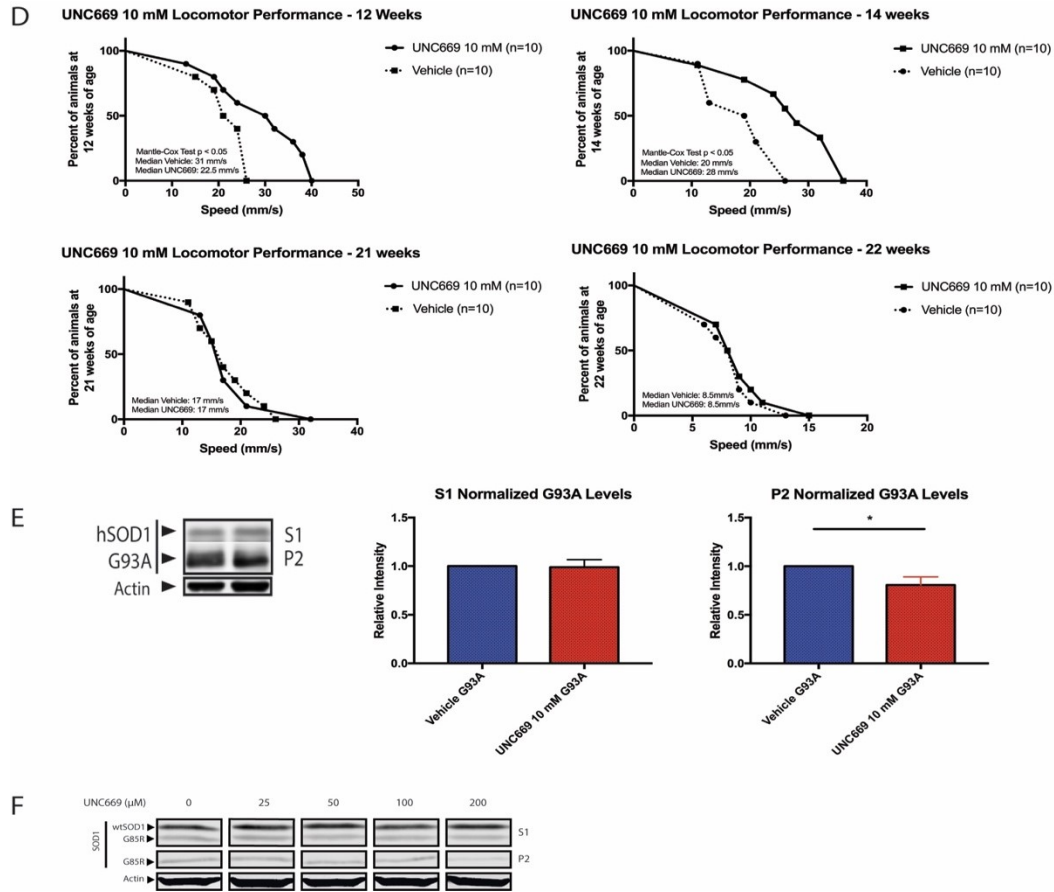 D
UNC669 10 mM Locomotor Performance - 12 Weeks
Percent of animals at
12 weeks of age
100
50
0
Mantle-Cox Test p < 0.05
Median Vehicle: 31 mm/s
Median UNC669: 22.5 mm/s
0 10 20 30 40 50
Speed (mm/s)
UNC669 10 mM (n=10)
Vehicle (n=10)
UNC669 10 mM Locomotor Performance - 14 weeks
Percent of animals at
14 weeks of age
100
50
0
Mantle-Cox Test p < 0.05
Median Vehicle: 20 mm/s
Median UNC669: 28 mm/s
0 10 20 30 40
Speed (mm/s)
UNC669 10 mM (n=10)
Vehicle (n=10)
UNC669 10 mM Locomotor Performance - 21 weeks
Percent of animals at
21 weeks of age
100
50
0
Median Vehicle: 17 mm/s
Median UNC669: 17 mm/s
0 10 20 30 40
Speed (mm/s)
UNC669 10 mM (n=10)
Vehicle (n=10)
UNC669 10 mM Locomotor Performance - 22 weeks
Percent of animals at
22 weeks of age
100
50
0
Median Vehicle: 8.5mm/s
Median UNC669: 8.5mm/s
0 5 10 15 20
Speed (mm/s)
UNC669 10 mM (n=10)
Vehicle (n=10)
E
hSOD1 S1
G93A P2
Actin
S1 Normalized G93A Levels
Relative Intensity
1.5
1.0
0.5
0.0
Vehicle G93A
UNC669 10 mM G93A
P2 Normalized G93A Levels
Relative Intensity
1.5
1.0
0.5
0.0
*
Vehicle G93A
UNC669 10 mM G93A
F
UNC669 (μM) 0 25 50 100 200
SOD1
wtSOD1
G85R
S1
G85R P2
Actin